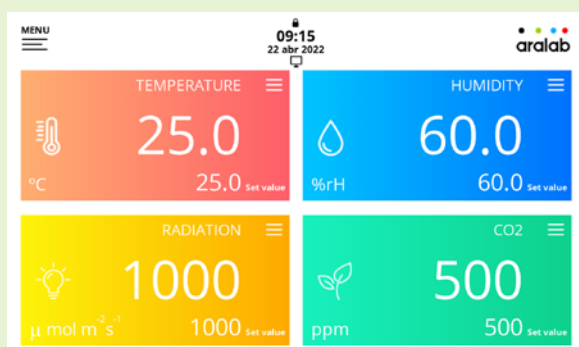 MENU
09:15
22 abr 2022
aralab
TEMPERATURE
25.0
ºC
25.0 Set value
HUMIDITY
60.0
%rH
60.0 Set value
RADIATION
1000
μ mol m⁻² s⁻¹
1000 Set value
CO2
500
ppm
500 Set value